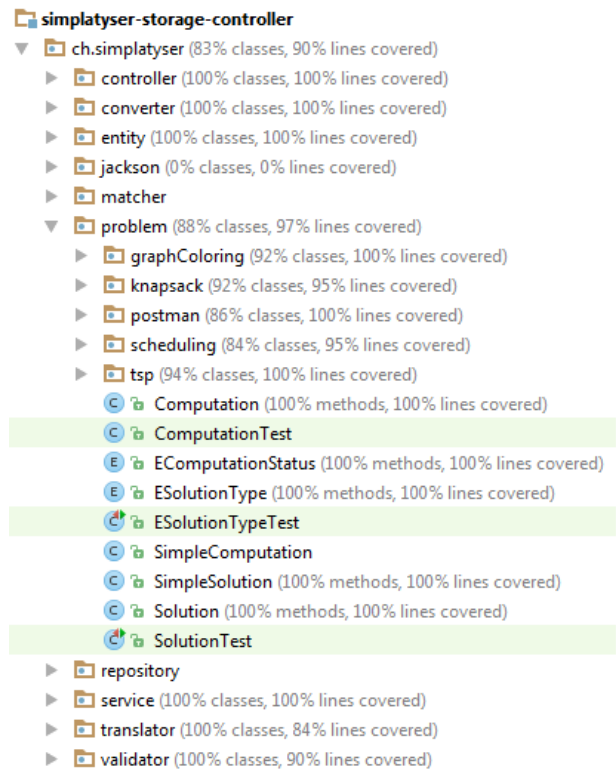 simplatyser-storage-controller
ch.simplatyser (83% classes, 90% lines covered)
controller (100% classes, 100% lines covered)
converter (100% classes, 100% lines covered)
entity (100% classes, 100% lines covered)
jackson (0% classes, 0% lines covered)
matcher
problem (88% classes, 97% lines covered)
graphColoring (92% classes, 100% lines covered)
knapsack (92% classes, 95% lines covered)
postman (86% classes, 100% lines covered)
scheduling (84% classes, 95% lines covered)
tsp (94% classes, 100% lines covered)
C Computation (100% methods, 100% lines covered)
C ComputationTest
E EComputationStatus (100% methods, 100% lines covered)
E ESolutionType (100% methods, 100% lines covered)
C ESolutionTypeTest
C SimpleComputation
C SimpleSolution (100% methods, 100% lines covered)
C Solution (100% methods, 100% lines covered)
C SolutionTest
repository
service (100% classes, 100% lines covered)
translator (100% classes, 84% lines covered)
validator (100% classes, 90% lines covered)